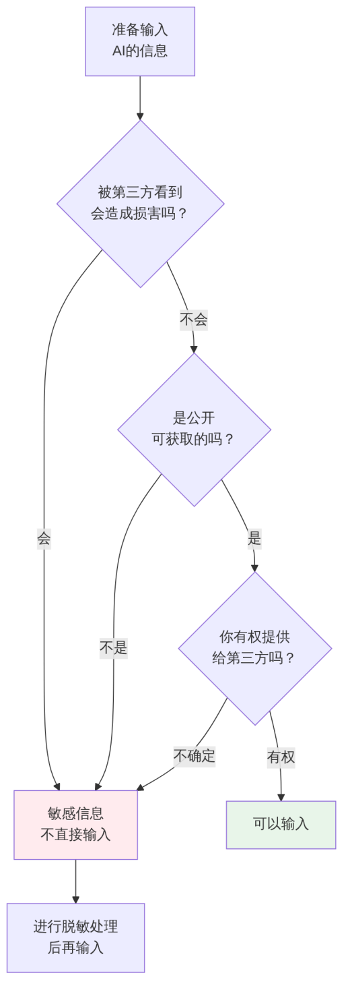 准备输入
AI的信息
被第三方看到
会造成损害吗？
不会
是公开
可获取的吗？
会
是
不是
你有权提供
给第三方吗？
不确定
有权
敏感信息
不直接输入
可以输入
进行脱敏处理
后再输入